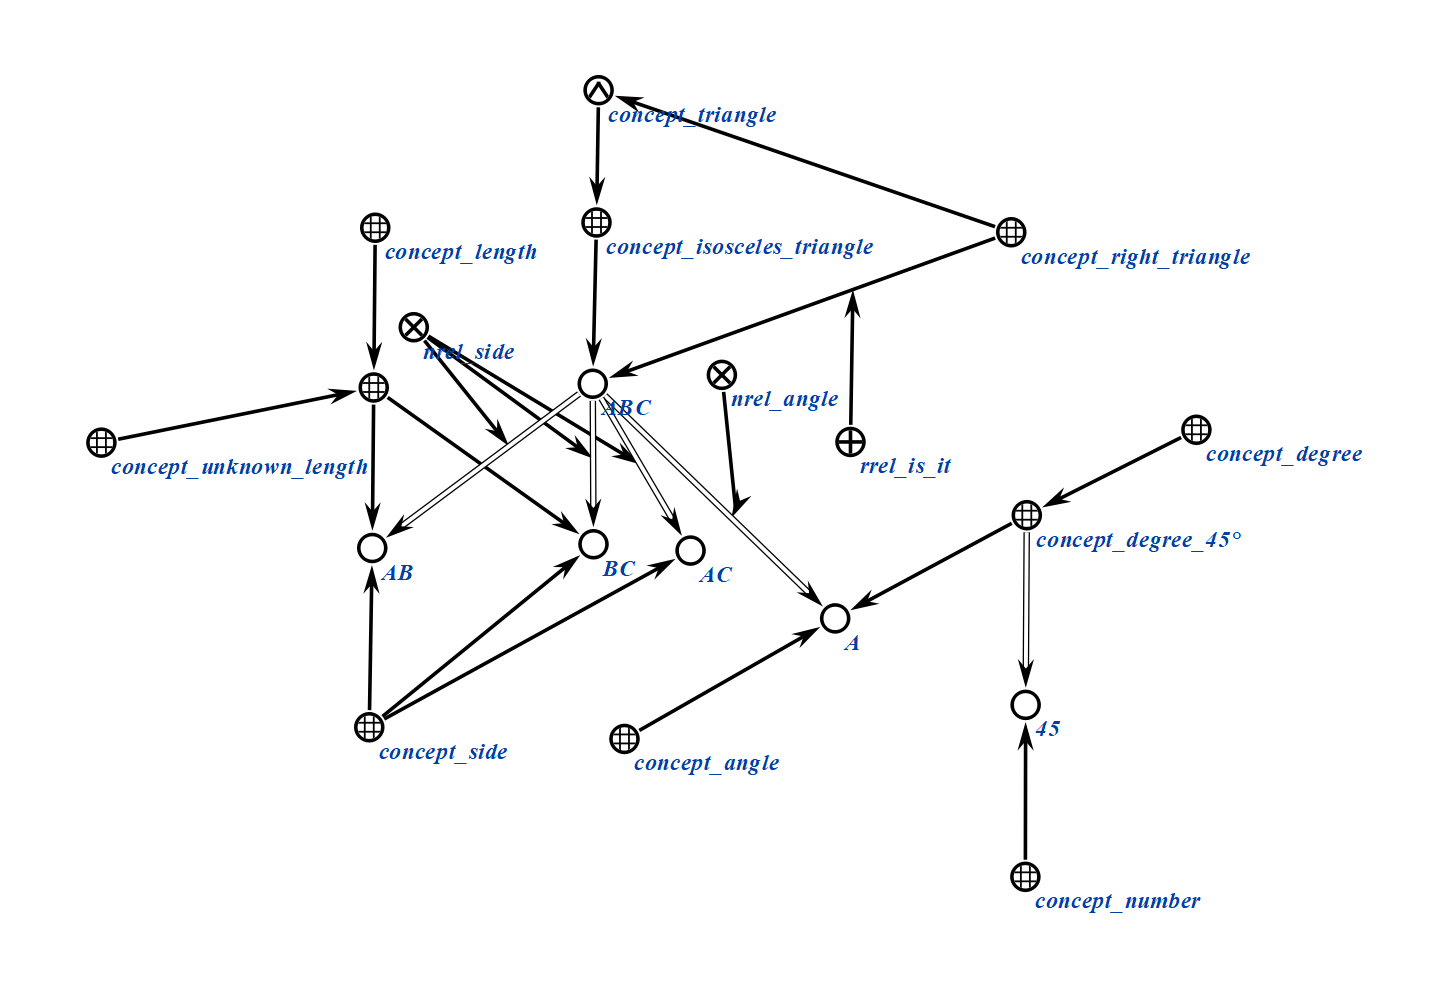 concept_triangle
concept_length
concept_isosceles_triangle
concept_right_triangle
nrel_side
ABC
nrel_angle
concept_unknown_length
rrel_is_it
concept_degree
concept_degree_45°
AB
BC
AC
A
45
concept_side
concept_angle
concept_number